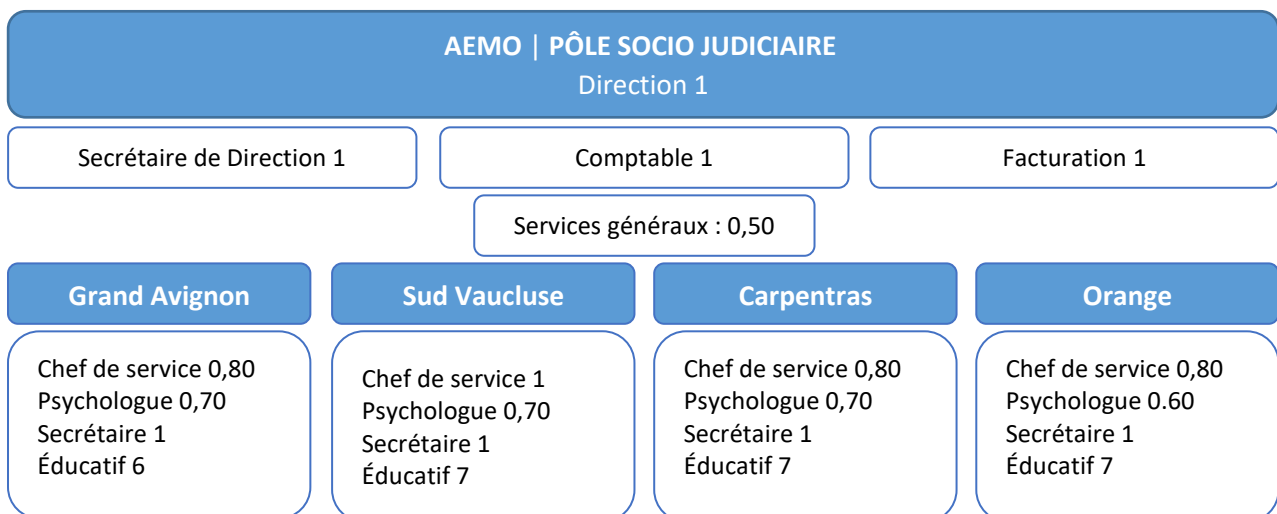 AEMO | PÔLE SOCIO JUDICIAIRE
Direction 1
Secrétaire de Direction 1
Comptable 1
Facturation 1
Services généraux : 0,50
Grand Avignon
Chef de service 0,80
Psychologue 0,70
Secrétaire 1
Éducatif 6
Sud Vaucluse
Chef de service 1
Psychologue 0,70
Secrétaire 1
Éducatif 7
Carpentras
Chef de service 0,80
Psychologue 0,70
Secrétaire 1
Éducatif 7
Orange
Chef de service 0,80
Psychologue 0.60
Secrétaire 1
Éducatif 7